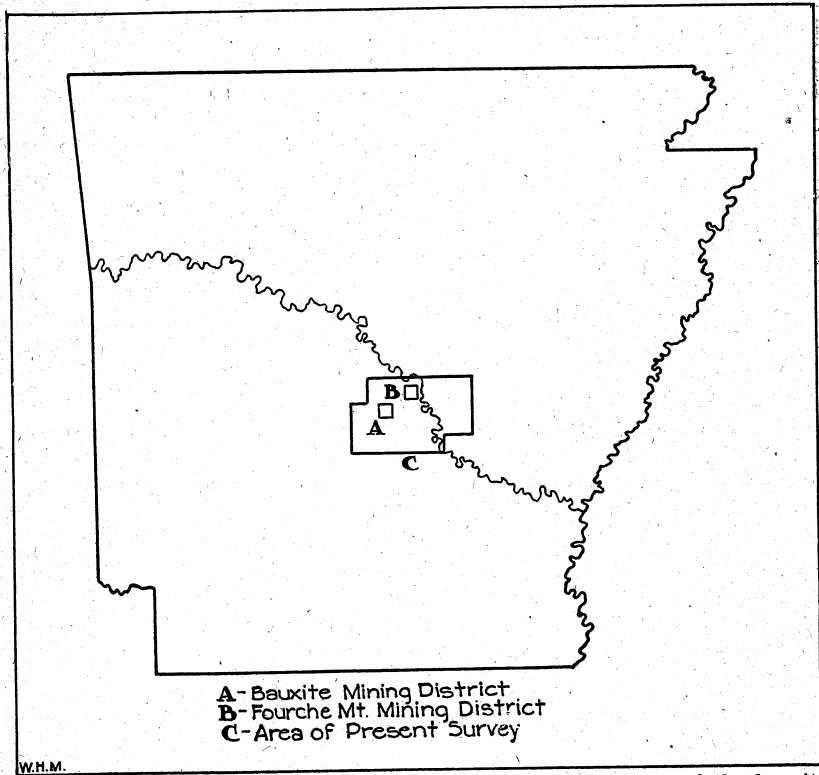 B
A
C
A-Bauxite Mining District
B-Fourche Mt. Mining District
C-Area of Present Survey
W.H.M.